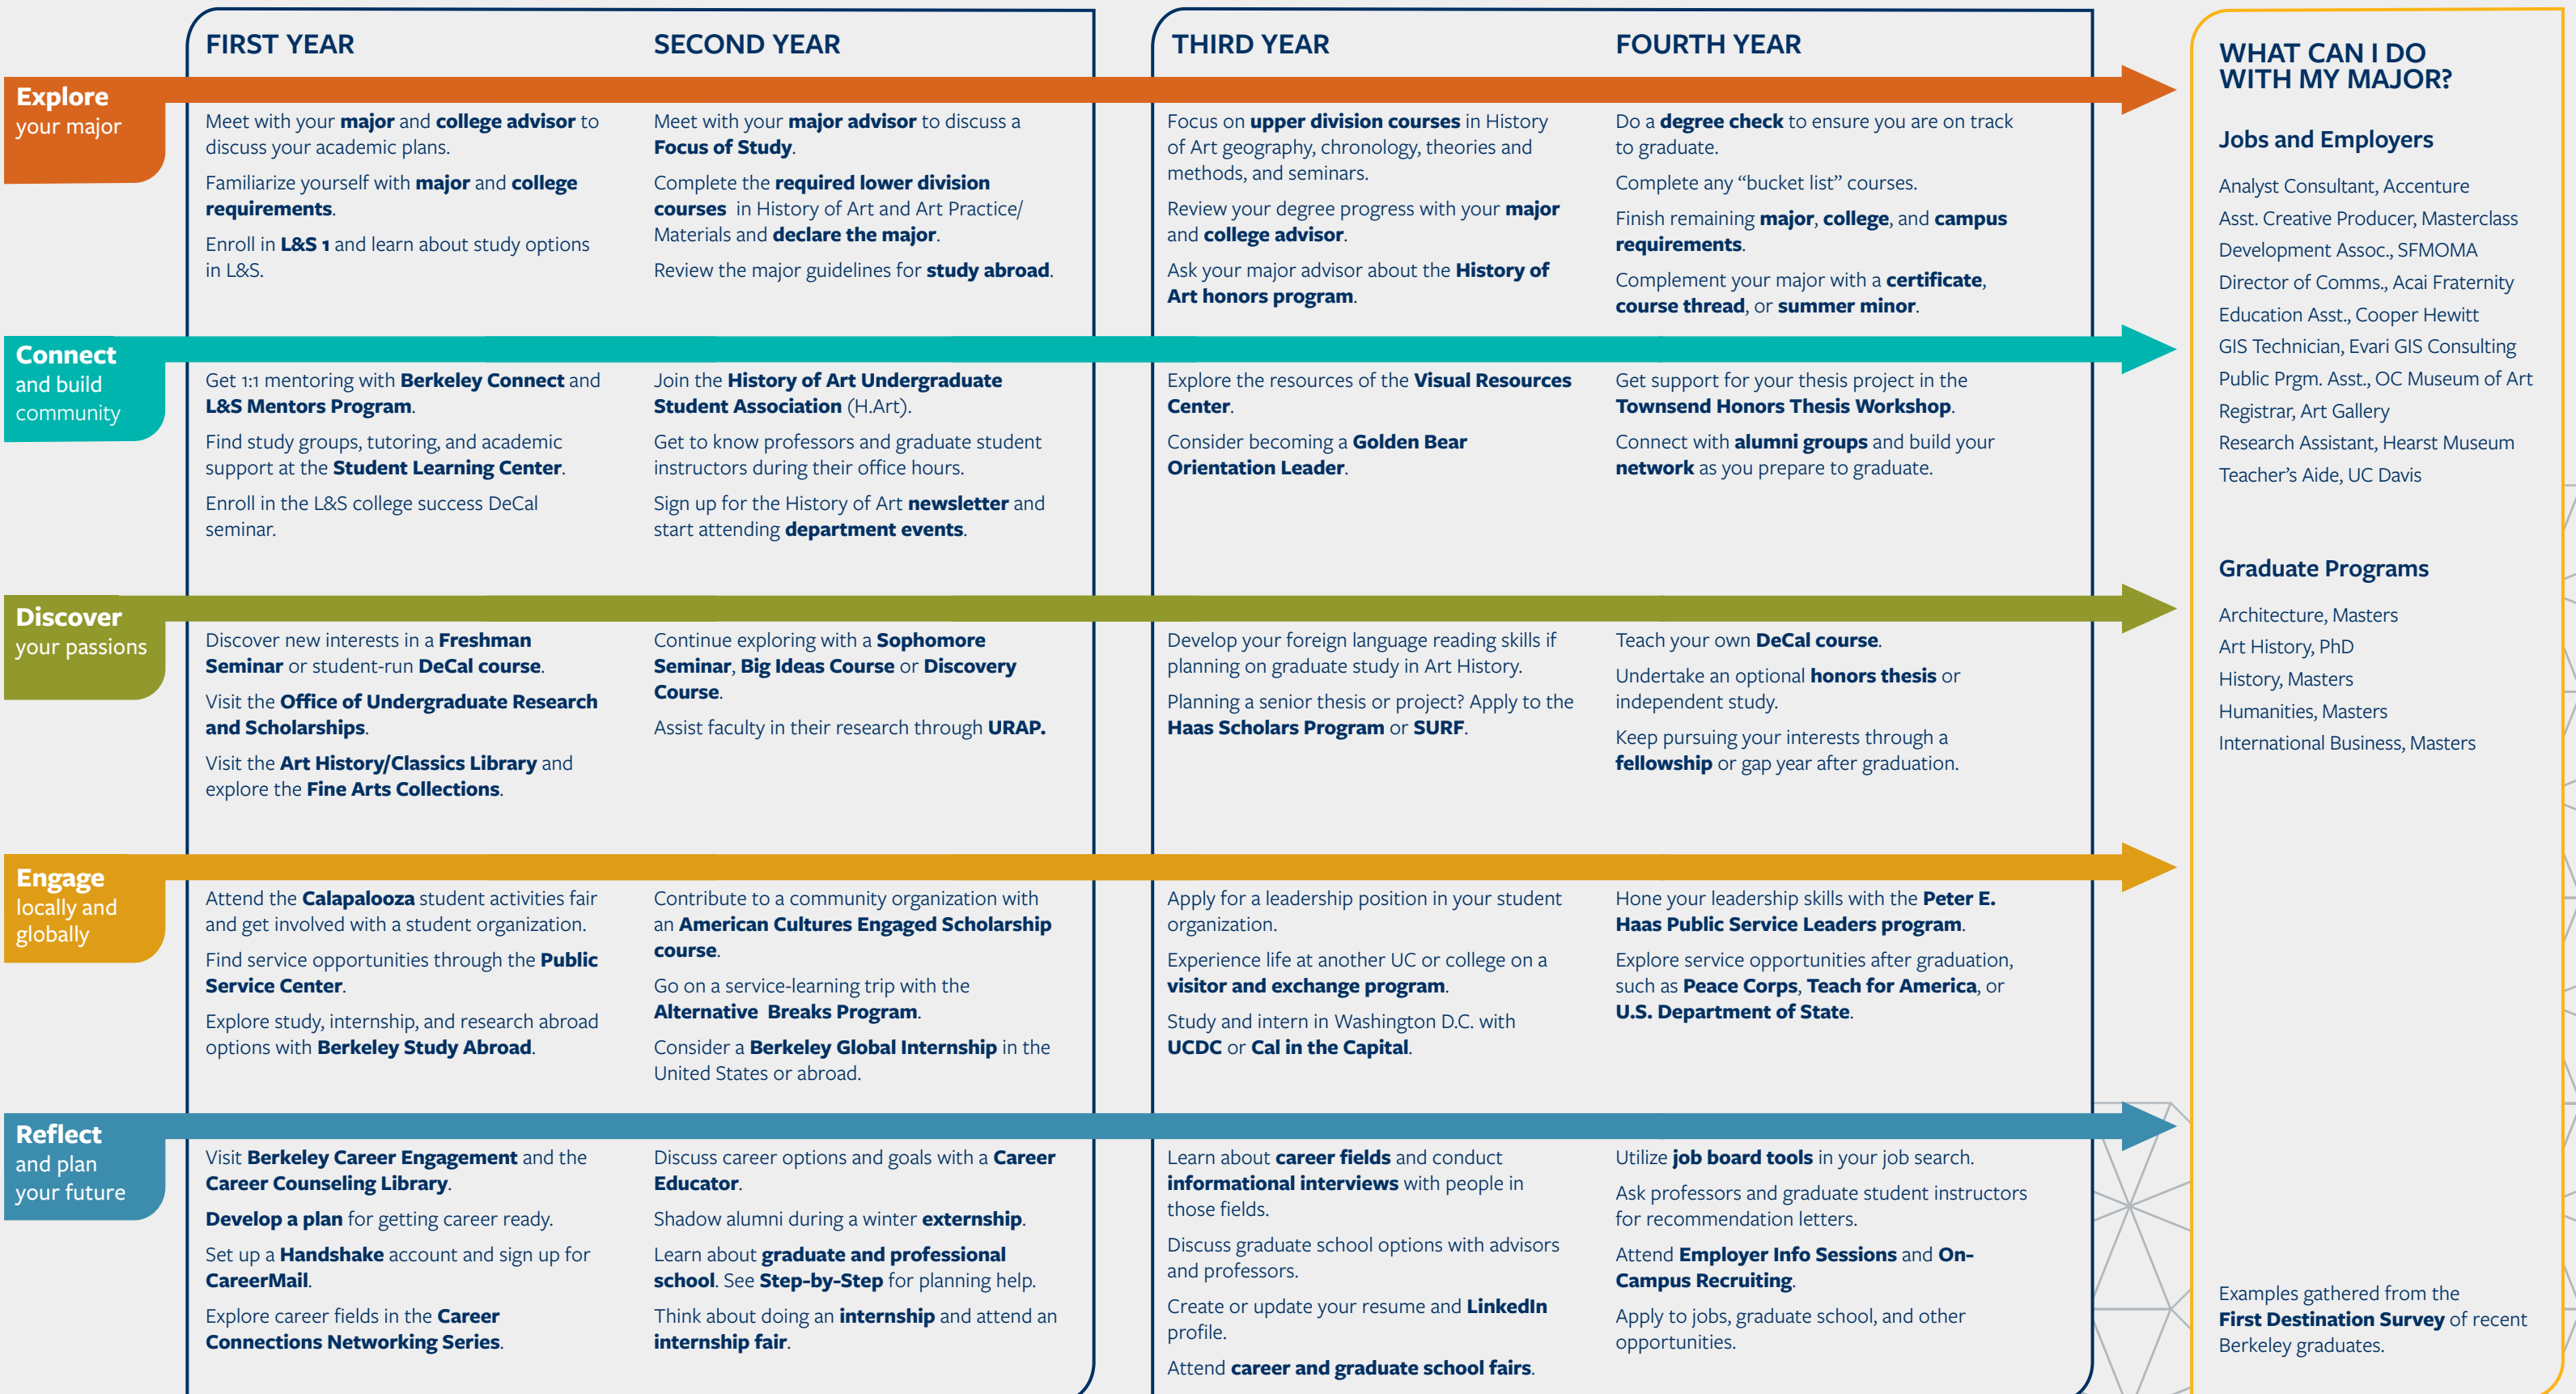 FIRST YEAR
SECOND YEAR
THIRD YEAR
FOURTH YEAR
Explore
your major
Meet with your major and college advisor to
discuss your academic plans.
Familiarize yourself with major and college
requirements.
Enroll in L&S 1 and learn about study options
in L&S.
Meet with your major advisor to discuss a
Focus of Study.
Complete the required lower division
courses in History of Art and Art Practice/
Materials and declare the major.
Review the major guidelines for study abroad.
Focus on upper division courses in History
of Art geography, chronology, theories and
methods, and seminars.
Review your degree progress with your major
and college advisor.
Ask your major advisor about the History of
Art honors program.
Do a degree check to ensure you are on track
to graduate.
Complete any “bucket list” courses.
Finish remaining major, college, and campus
requirements.
Complement your major with a certificate,
course thread, or summer minor.
Connect
and build
community
Get 1:1 mentoring with Berkeley Connect and
L&S Mentors Program.
Find study groups, tutoring, and academic
support at the Student Learning Center.
Enroll in the L&S college success DeCal
seminar.
Join the History of Art Undergraduate
Student Association (H.Art).
Get to know professors and graduate student
instructors during their office hours.
Sign up for the History of Art newsletter and
start attending department events.
Explore the resources of the Visual Resources
Center.
Consider becoming a Golden Bear
Orientation Leader.
Get support for your thesis project in the
Townsend Honors Thesis Workshop.
Connect with alumni groups and build your
network as you prepare to graduate.
Discover
your passions
Discover new interests in a Freshman
Seminar or student-run DeCal course.
Visit the Office of Undergraduate Research
and Scholarships.
Visit the Art History/Classics Library and
explore the Fine Arts Collections.
Continue exploring with a Sophomore
Seminar, Big Ideas Course or Discovery
Course.
Assist faculty in their research through URAP.
Develop your foreign language reading skills if
planning on graduate study in Art History.
Planning a senior thesis or project? Apply to the
Haas Scholars Program or SURF.
Teach your own DeCal course.
Undertake an optional honors thesis or
independent study.
Keep pursuing your interests through a
fellowship or gap year after graduation.
Engage
locally and
globally
Attend the Calapalooza student activities fair
and get involved with a student organization.
Find service opportunities through the Public
Service Center.
Explore study, internship, and research abroad
options with Berkeley Study Abroad.
Contribute to a community organization with
an American Cultures Engaged Scholarship
course.
Go on a service-learning trip with the
Alternative Breaks Program.
Consider a Berkeley Global Internship in the
United States or abroad.
Apply for a leadership position in your student
organization.
Experience life at another UC or college on a
visitor and exchange program.
Study and intern in Washington D.C. with
UCDC or Cal in the Capital.
Hone your leadership skills with the Peter E.
Haas Public Service Leaders program.
Explore service opportunities after graduation,
such as Peace Corps, Teach for America, or
U.S. Department of State.
Reflect
and plan
your future
Visit Berkeley Career Engagement and the
Career Counseling Library.
Develop a plan for getting career ready.
Set up a Handshake account and sign up for
CareerMail.
Explore career fields in the Career
Connections Networking Series.
Discuss career options and goals with a Career
Educator.
Shadow alumni during a winter externship.
Learn about graduate and professional
school. See Step-by-Step for planning help.
Think about doing an internship and attend an
internship fair.
Learn about career fields and conduct
informational interviews with people in
those fields.
Discuss graduate school options with advisors
and professors.
Create or update your resume and LinkedIn
profile.
Attend career and graduate school fairs.
Utilize job board tools in your job search.
Ask professors and graduate student instructors
for recommendation letters.
Attend Employer Info Sessions and On-
Campus Recruiting.
Apply to jobs, graduate school, and other
opportunities.
WHAT CAN I DO
WITH MY MAJOR?
Jobs and Employers
Analyst Consultant, Accenture
Asst. Creative Producer, Masterclass
Development Assoc., SFMOMA
Director of Comms., Acai Fraternity
Education Asst., Cooper Hewitt
GIS Technician, Evari GIS Consulting
Public Prgm. Asst., OC Museum of Art
Registrar, Art Gallery
Research Assistant, Hearst Museum
Teacher’s Aide, UC Davis
Graduate Programs
Architecture, Masters
Art History, PhD
History, Masters
Humanities, Masters
International Business, Masters
Examples gathered from the
First Destination Survey of recent
Berkeley graduates.